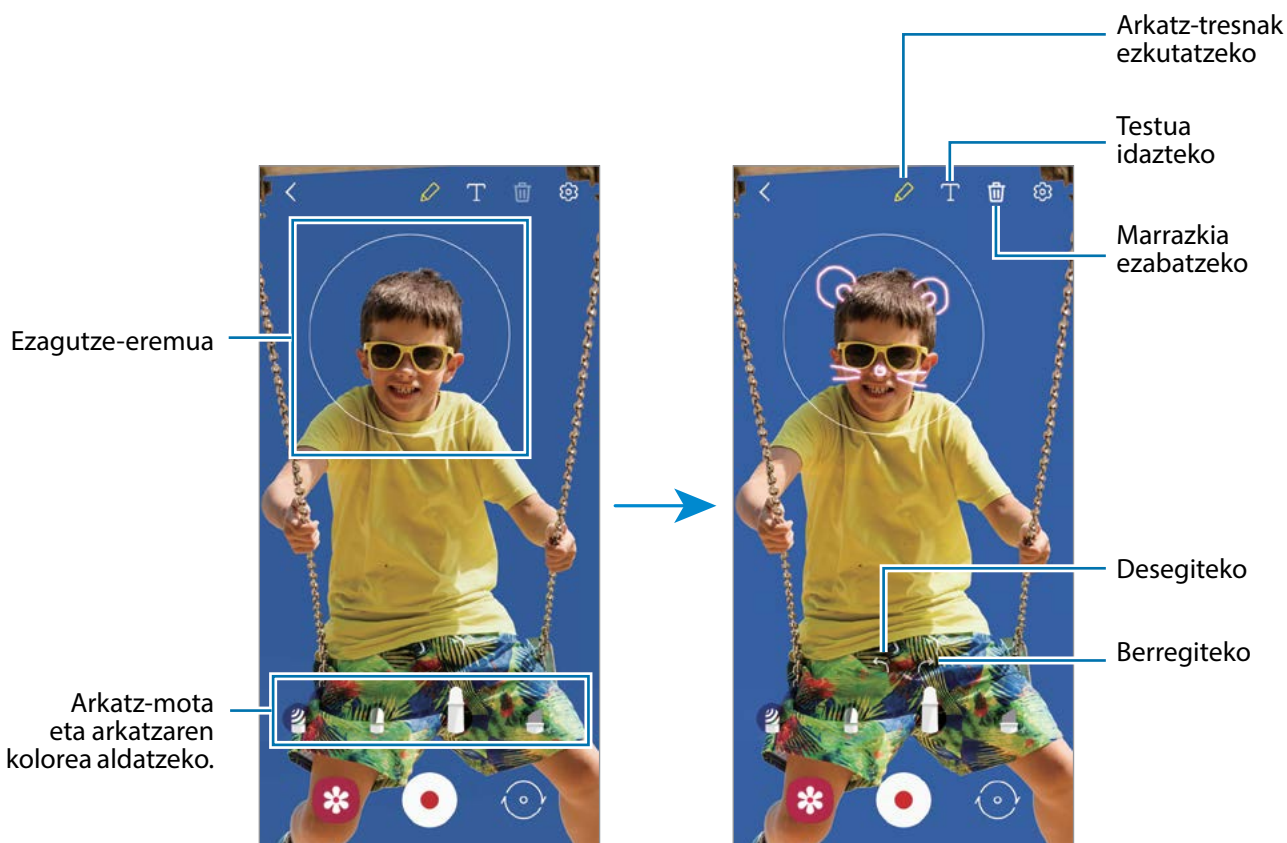 Arkatz-tresnak
ezkutatzeko
Testua
idazteko
Marrazkia
ezabatzeko
Ezagutze-eremua
Desegiteko
Berregiteko
Arkatz-mota
eta arkatzaren
kolorea aldatzeko.